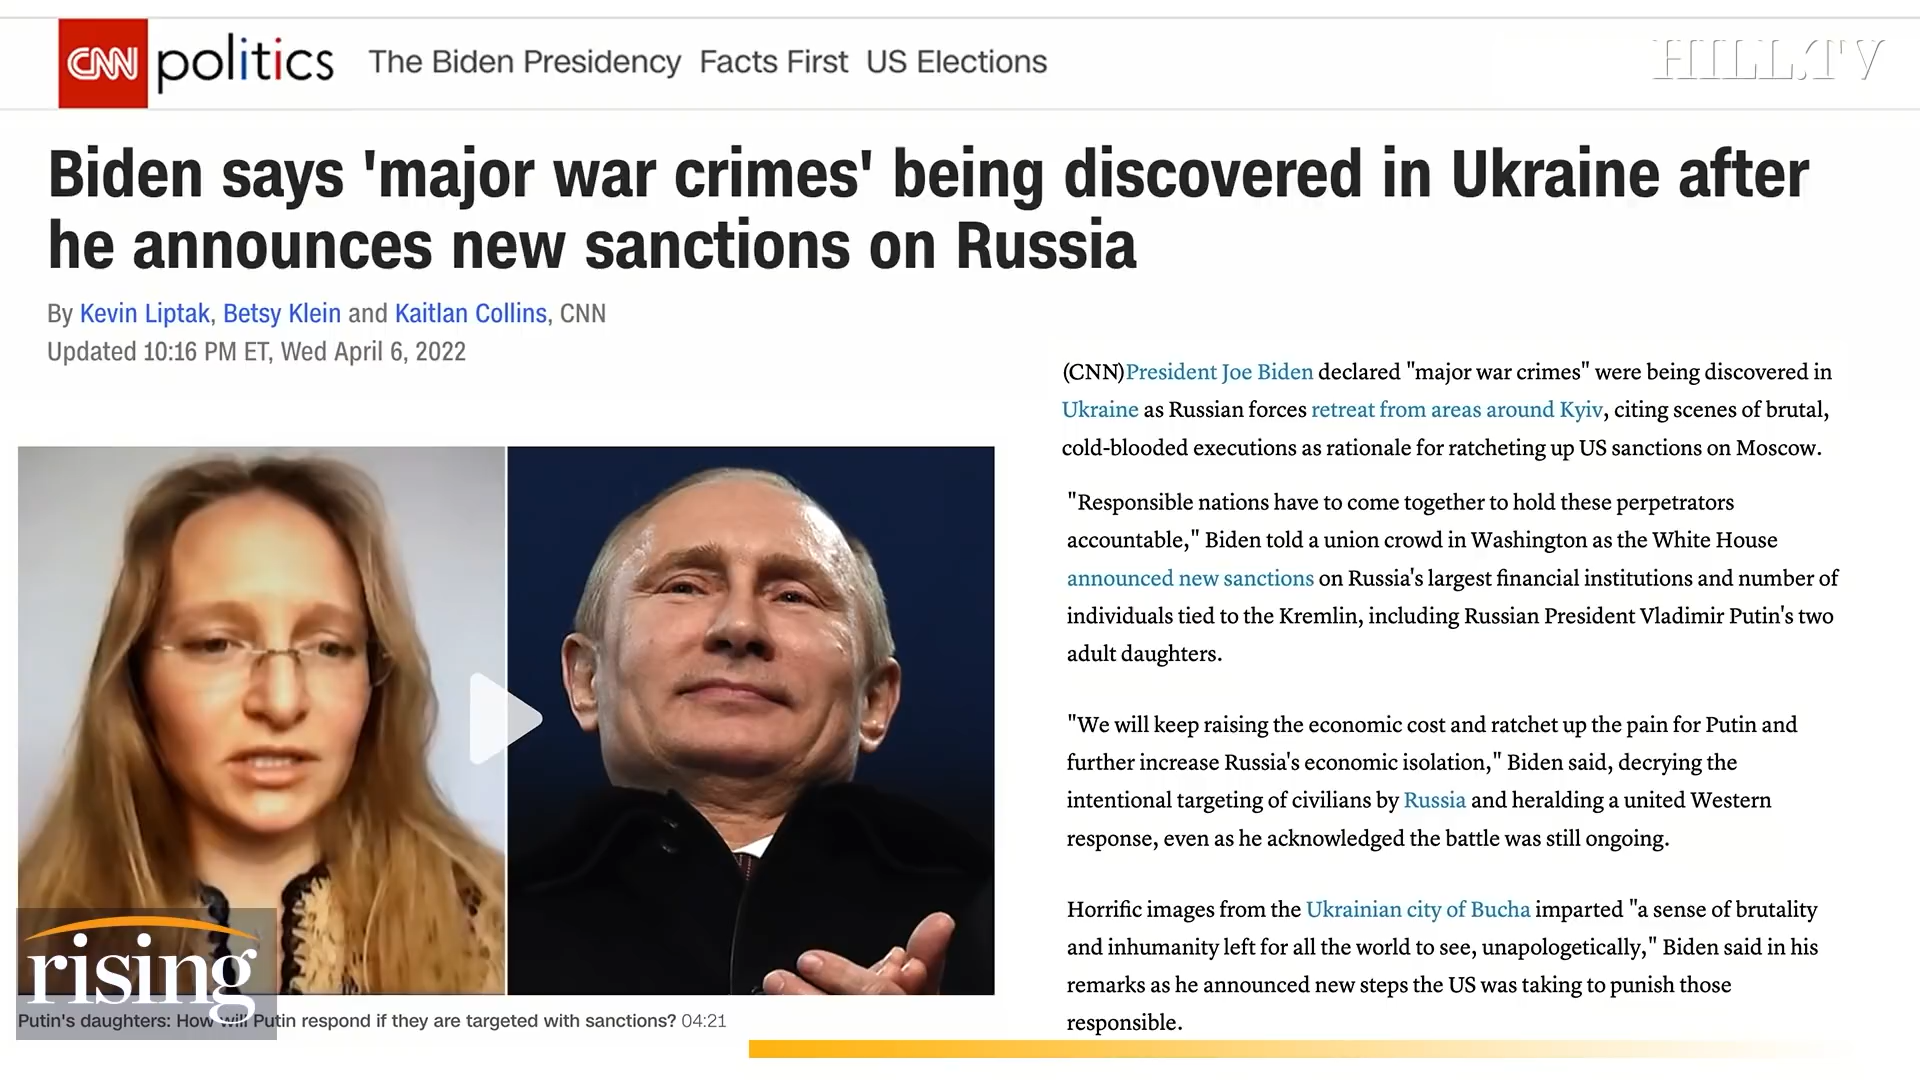 CNN politics The Biden Presidency Facts First US Elections
HILL.TV
Biden says 'major war crimes' being discovered in Ukraine after
he announces new sanctions on Russia
By Kevin Liptak, Betsy Klein and Kaitlan Collins, CNN
Updated 10:16 PM ET, Wed April 6, 2022
(CNN)President Joe Biden declared "major war crimes" were being discovered in
Ukraine as Russian forces retreat from areas around Kyiv, citing scenes of brutal,
cold-blooded executions as rationale for ratcheting up US sanctions on Moscow.
"Responsible nations have to come together to hold these perpetrators
accountable," Biden told a union crowd in Washington as the White House
announced new sanctions on Russia's largest financial institutions and number of
individuals tied to the Kremlin, including Russian President Vladimir Putin's two
adult daughters.
"We will keep raising the economic cost and ratchet up the pain for Putin and
further increase Russia's economic isolation," Biden said, decrying the
intentional targeting of civilians by Russia and heralding a united Western
response, even as he acknowledged the battle was still ongoing.
Horrific images from the Ukrainian city of Bucha imparted "a sense of brutality
and inhumanity left for all the world to see, unapologetically," Biden said in his
remarks as he announced new steps the US was taking to punish those
responsible.
rising
Putin's daughters: How will Putin respond if they are targeted with sanctions? 04:21